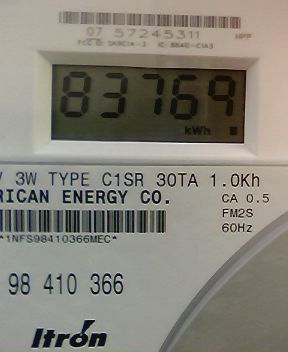 07 57245311
83769
kWh
V 3W TYPE C1SR 30TA 1.0Kh
RICAN ENERGY CO.
CA 0.5
FM2S
60Hz
*1NFS98410366MEC*
98 410 366
Itron